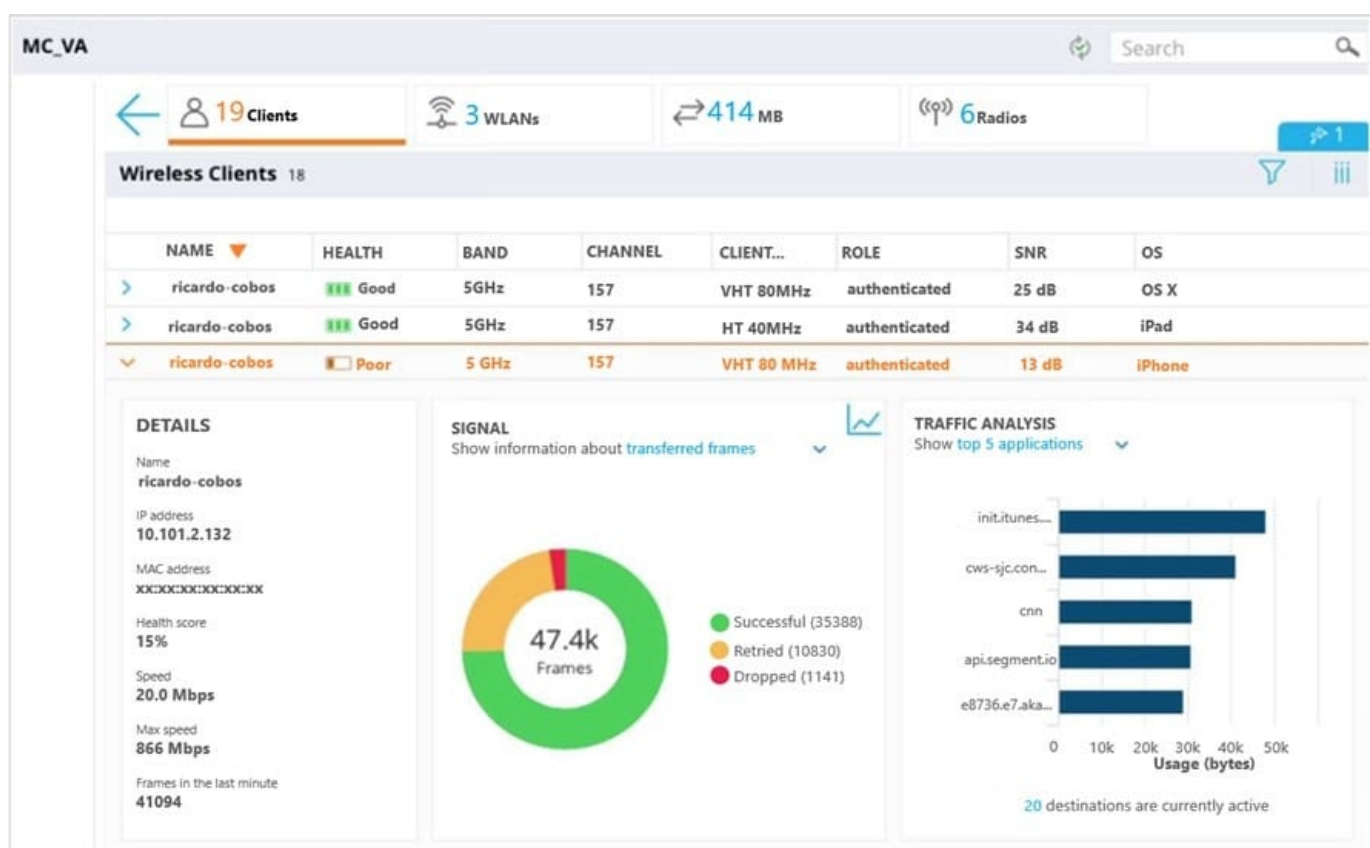 MC_VA
Search
19 Clients
3 WLANs
414 MB
6 Radios
1
Wireless Clients 18
NAME HEALTH BAND CHANNEL CLIENT... ROLE SNR OS
ricardo-cobos Good 5GHz 157 VHT 80MHz authenticated 25 dB OS X
ricardo-cobos Good 5GHz 157 HT 40MHz authenticated 34 dB iPad
ricardo-cobos Poor 5 GHz 157 VHT 80 MHz authenticated 13 dB iPhone
DETAILS
Name
ricardo-cobos
IP address
10.101.2.132
MAC address
xx:xx:xx:xx:xx:xx
Health score
15%
Speed
20.0 Mbps
Max speed
866 Mbps
Frames in the last minute
41094
SIGNAL
Show information about transferred frames
47.4k
Frames
Successful (35388)
Retried (10830)
Dropped (1141)
TRAFFIC ANALYSIS
Show top 5 applications
init.itunes....
cws-sjc.con...
cnn
api.segment.io
e8736.e7.aka...
0 10k 20k 30k 40k 50k
Usage (bytes)
20 destinations are currently active